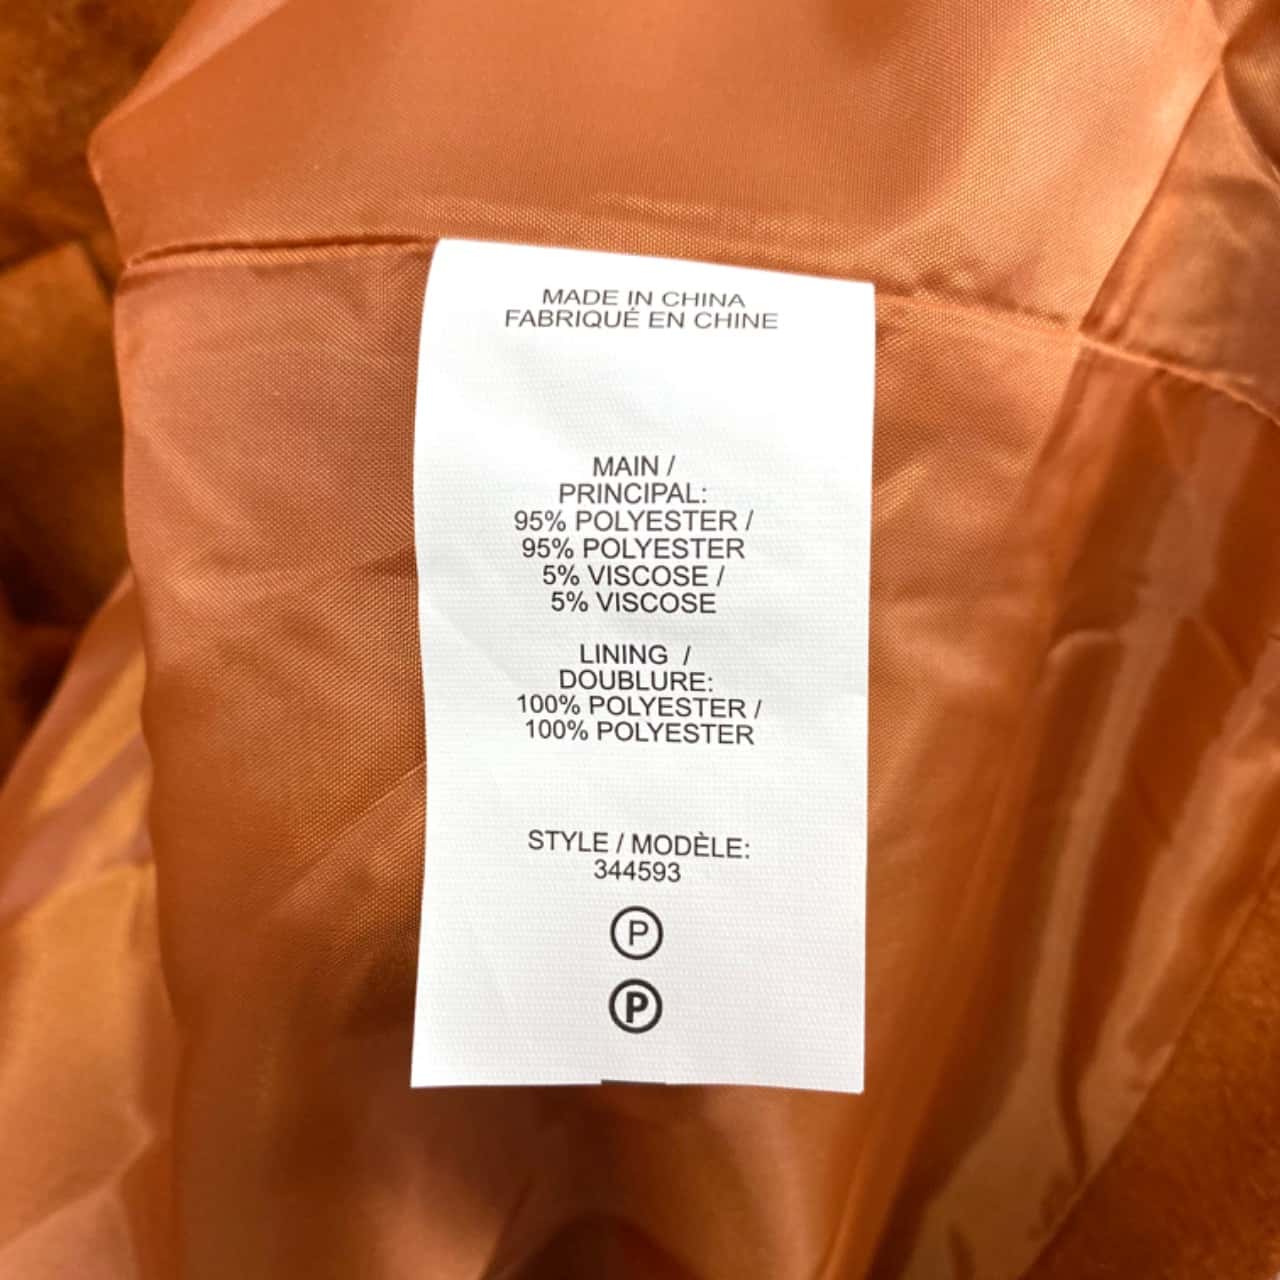 MADE IN CHINA
FABRIQUÉ EN CHINE
MAIN /
PRINCIPAL:
95% POLYESTER /
95% POLYESTER
5% VISCOSE /
5% VISCOSE
LINING /
DOUBLURE:
100% POLYESTER /
100% POLYESTER
STYLE / MODÈLE:
344593
P
P